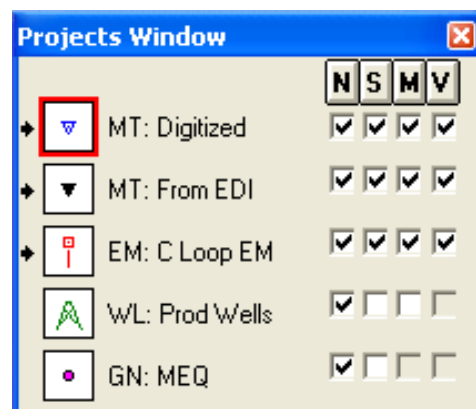 Projects Window
N S M V
MT: Digitized
MT: From EDI
EM: C Loop EM
WL: Prod Wells
GN: MEQ